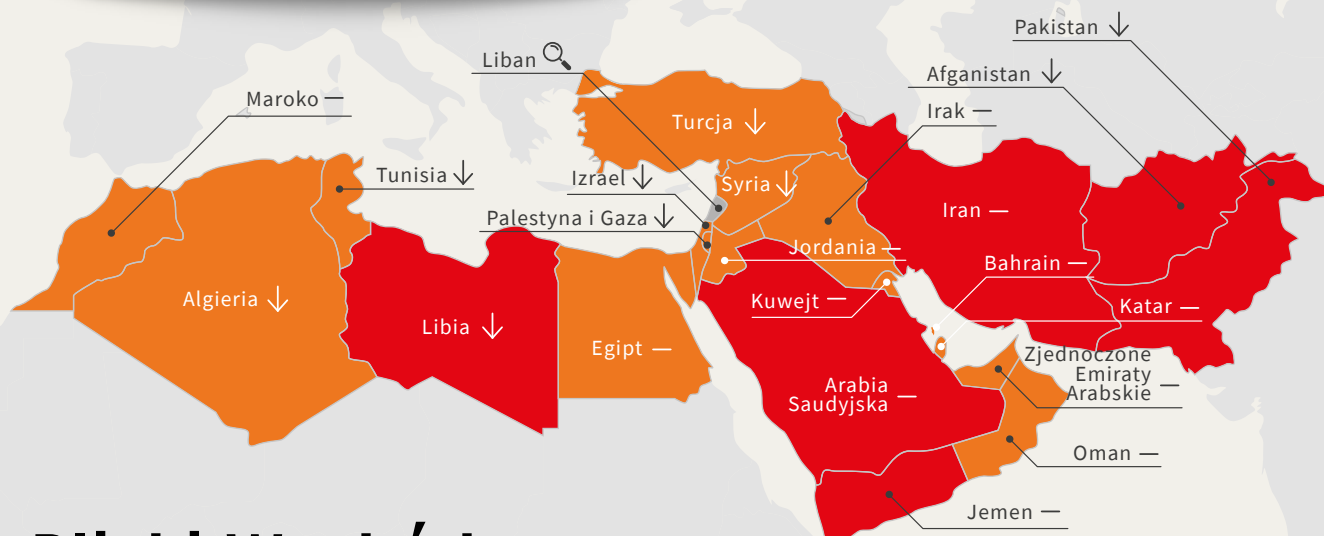 Pakistan
Liban
Afganistan
Maroko
Irak
Turcja
Tunisia
Izrael
Syria
Palestyna i Gaza
Iran
Jordania
Bahrain
Algieria
Kuwejt
Katar
Libia
Egipt
Zjednoczone
Emiraty
Arabskie
Arabia
Saudyjska
Oman
Jemen